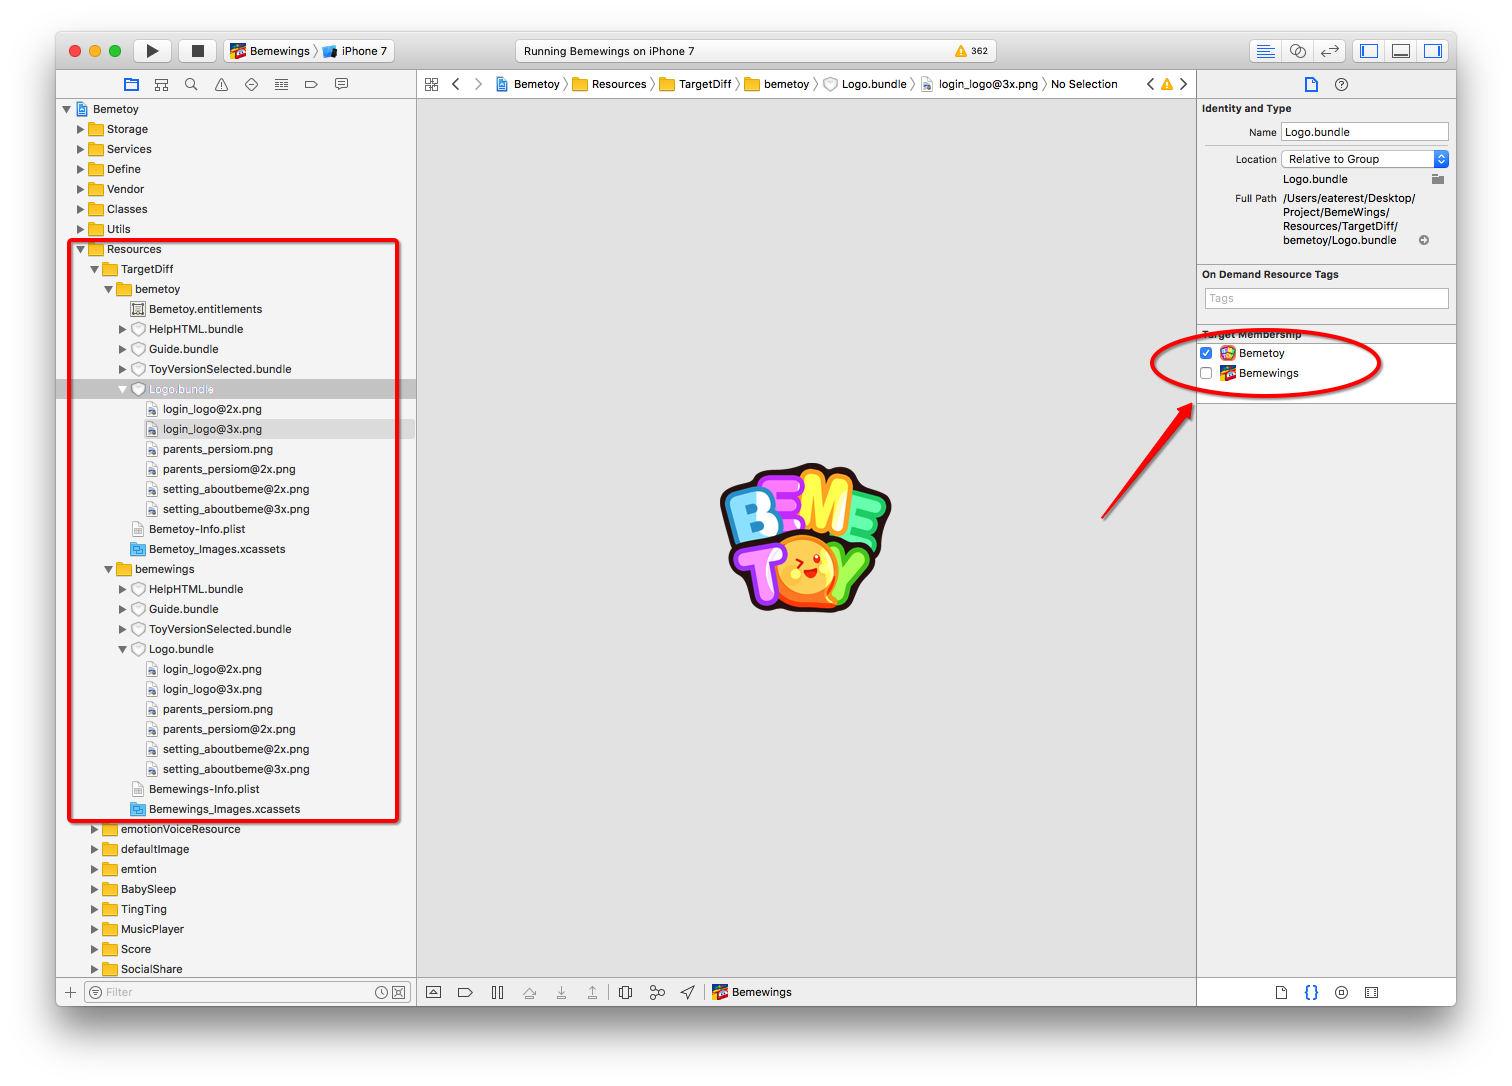 Bemewings 〉 iPhone 7
Running Bemewings on iPhone 7
362
Bemetoy 〉 Resources 〉 TargetDiff 〉 bemetoy 〉 Logo.bundle 〉 login_logo@3x.png 〉 No Selection
Bemetoy
Storage
Services
Define
Vendor
Classes
Utils
Resources
TargetDiff
bemetoy
Bemetoy.entitlements
HelpHTML.bundle
Guide.bundle
ToyVersionSelected.bundle
Logo.bundle
login_logo@2x.png
login_logo@3x.png
parents_persiom.png
parents_persiom@2x.png
setting_aboutbeme@2x.png
setting_aboutbeme@3x.png
Bemetoy-Info.plist
Bemetoy_Images.xcassets
bemewings
HelpHTML.bundle
Guide.bundle
ToyVersionSelected.bundle
Logo.bundle
login_logo@2x.png
login_logo@3x.png
parents_persiom.png
parents_persiom@2x.png
setting_aboutbeme@2x.png
setting_aboutbeme@3x.png
Bemewings-Info.plist
Bemewings_Images.xcassets
emotionVoiceResource
defaultImage
emtion
BabySleep
TingTing
MusicPlayer
Score
SocialShare
Filter
BEME
TOY
Bemewings
Identity and Type
Name Logo.bundle
Location Relative to Group
Logo.bundle
Full Path /Users/eaterest/Desktop/
Project/BemeWings/
Resources/TargetDiff/
bemetoy/Logo.bundle
On Demand Resource Tags
Tags
Target Membership
Bemetoy
Bemewings